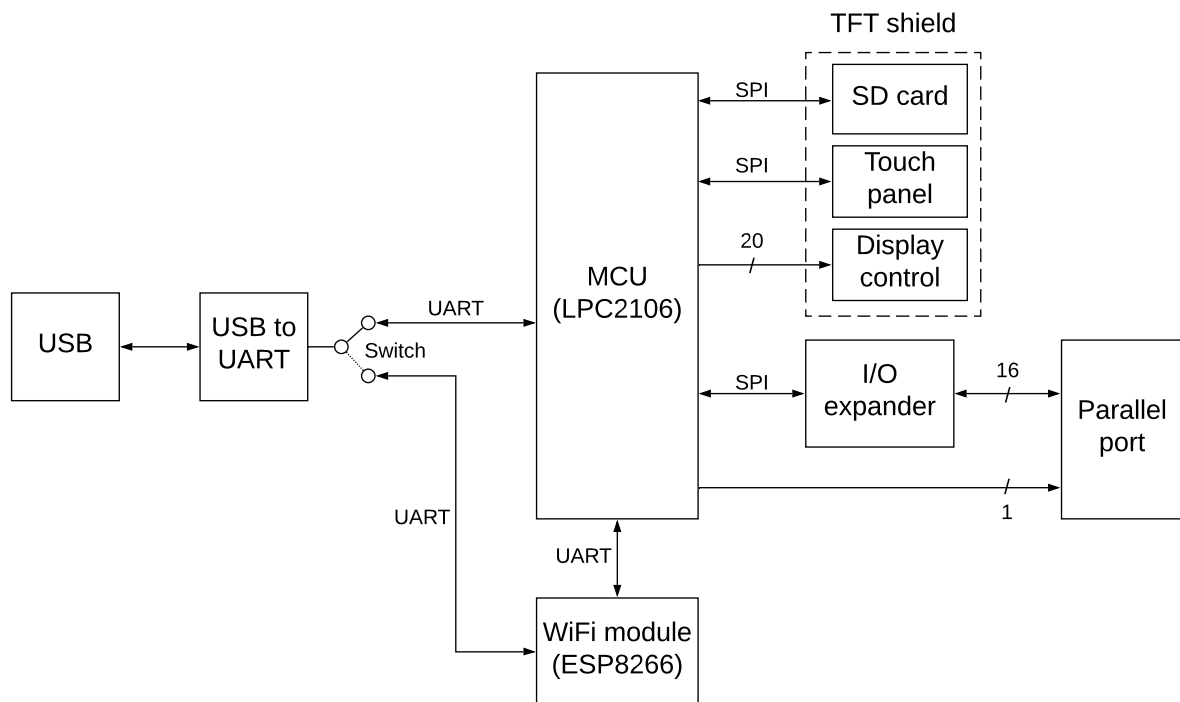 TFT shield
SPI
SD card
SPI
Touch
panel
20
Display
control
MCU
(LPC2106)
USB
USB to
UART
UART
Switch
SPI
I/O
expander
16
Parallel
port
1
UART
UART
WiFi module
(ESP8266)